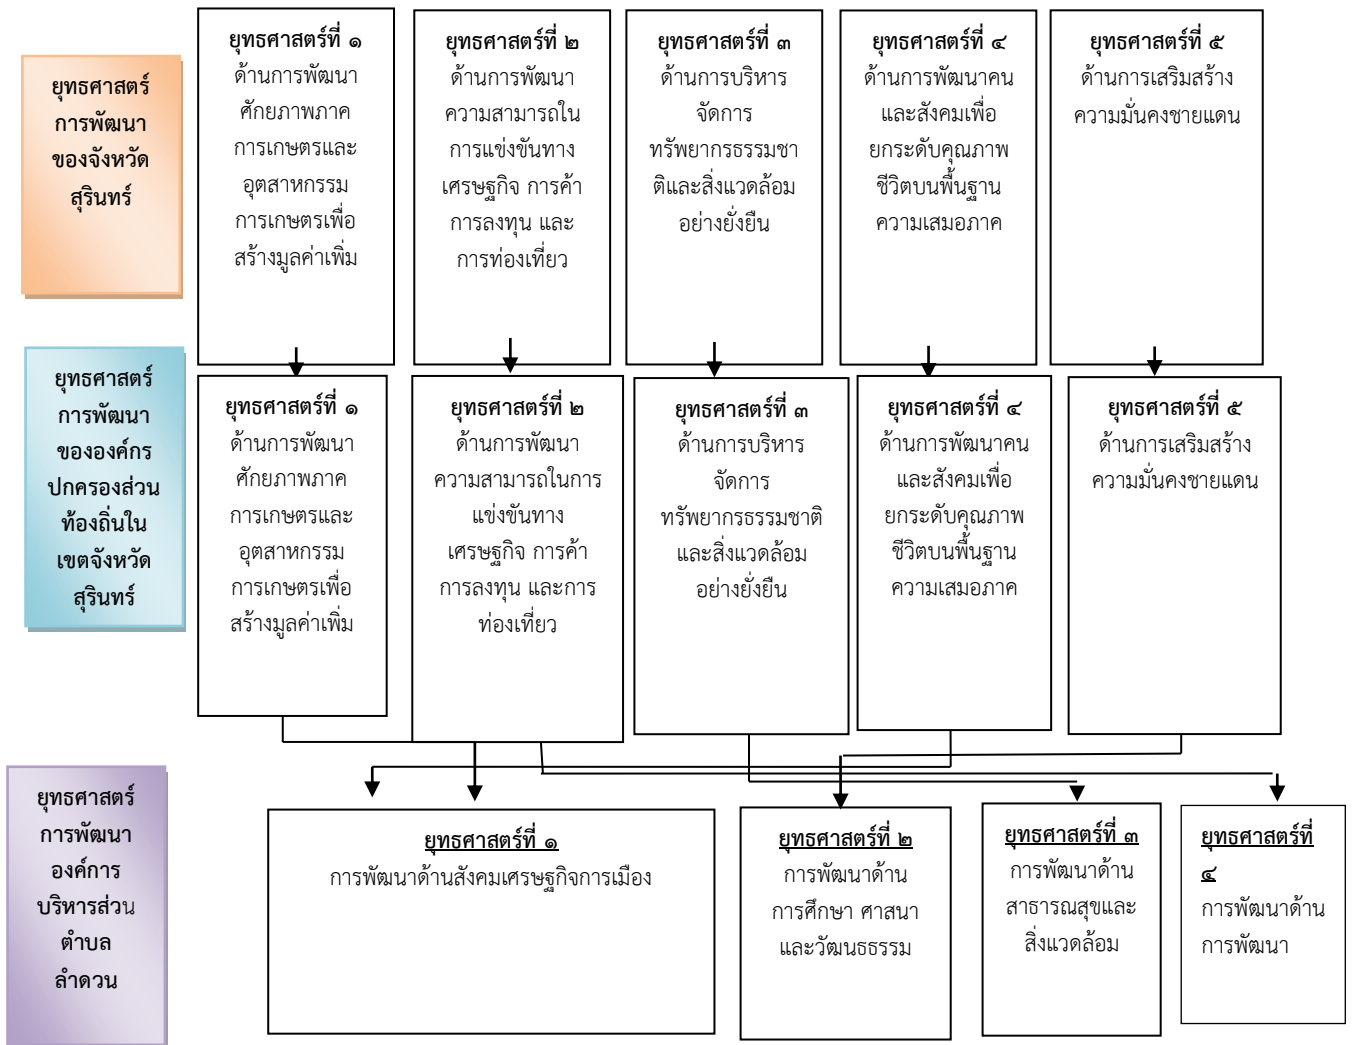 ยุทธศาสตร์
การพัฒนา
ของจังหวัด
สุรินทร์
ยุทธศาสตร์ที่ ๑
ด้านการพัฒนา
ศักยภาพภาค
การเกษตรและ
อุตสาหกรรม
การเกษตรเพื่อ
สร้างมูลค่าเพิ่ม
ยุทธศาสตร์ที่ ๒
ด้านการพัฒนา
ความสามารถใน
การแข่งขันทาง
เศรษฐกิจ การค้า
การลงทุน และ
การท่องเที่ยว
ยุทธศาสตร์ที่ ๓
ด้านการบริหาร
จัดการ
ทรัพยากรธรรมชา
ติและสิ่งแวดล้อม
อย่างยั่งยืน
ยุทธศาสตร์ที่ ๔
ด้านการพัฒนาคน
และสังคมเพื่อ
ยกระดับคุณภาพ
ชีวิตบนพื้นฐาน
ความเสมอภาค
ยุทธศาสตร์ที่ ๕
ด้านการเสริมสร้าง
ความมั่นคงชายแดน
ยุทธศาสตร์
การพัฒนา
ขององค์กร
ปกครองส่วน
ท้องถิ่นใน
เขตจังหวัด
สุรินทร์
ยุทธศาสตร์ที่ ๑
ด้านการพัฒนา
ศักยภาพภาค
การเกษตรและ
อุตสาหกรรม
การเกษตรเพื่อ
สร้างมูลค่าเพิ่ม
ยุทธศาสตร์ที่ ๒
ด้านการพัฒนา
ความสามารถในการ
แข่งขันทาง
เศรษฐกิจ การค้า
การลงทุน และการ
ท่องเที่ยว
ยุทธศาสตร์ที่ ๓
ด้านการบริหาร
จัดการ
ทรัพยากรธรรมชาติ
และสิ่งแวดล้อม
อย่างยั่งยืน
ยุทธศาสตร์ที่ ๔
ด้านการพัฒนาคน
และสังคมเพื่อ
ยกระดับคุณภาพ
ชีวิตบนพื้นฐาน
ความเสมอภาค
ยุทธศาสตร์ที่ ๕
ด้านการเสริมสร้าง
ความมั่นคงชายแดน
ยุทธศาสตร์
การพัฒนา
องค์การ
บริหารส่วน
ตำบล
ลำดวน
ยุทธศาสตร์ที่ ๑
การพัฒนาด้านสังคมเศรษฐกิจการเมือง
ยุทธศาสตร์ที่ ๒
การพัฒนาด้าน
การศึกษา ศาสนา
และวัฒนธธรรม
ยุทธศาสตร์ที่ ๓
การพัฒนาด้าน
สาธารณสุขและ
สิ่งแวดล้อม
ยุทธศาสตร์ที่
๔
การพัฒนาด้าน
การพัฒนา